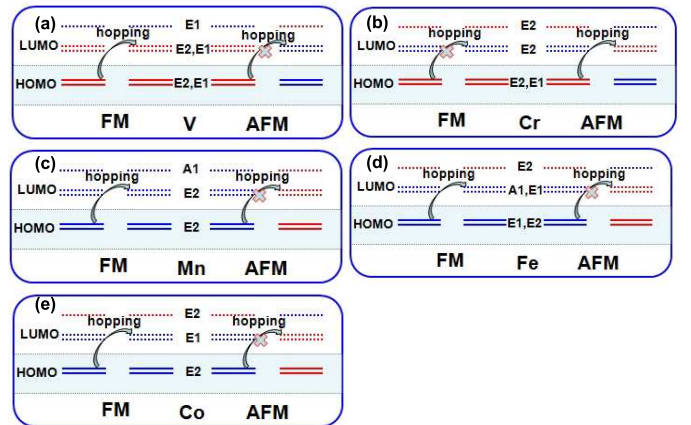 (a)
E1
hopping
hopping
LUMO
E2,E1
HOMO
E2,E1
FM
V
AFM
(b)
E2
hopping
hopping
LUMO
E2
HOMO
E2,E1
FM
Cr
AFM
(c)
A1
hopping
hopping
LUMO
E2
HOMO
E2
FM
Mn
AFM
(d)
E2
hopping
hopping
LUMO
A1,E1
HOMO
E1,E2
FM
Fe
AFM
(e)
E2
hopping
hopping
LUMO
E1
HOMO
E2
FM
Co
AFM